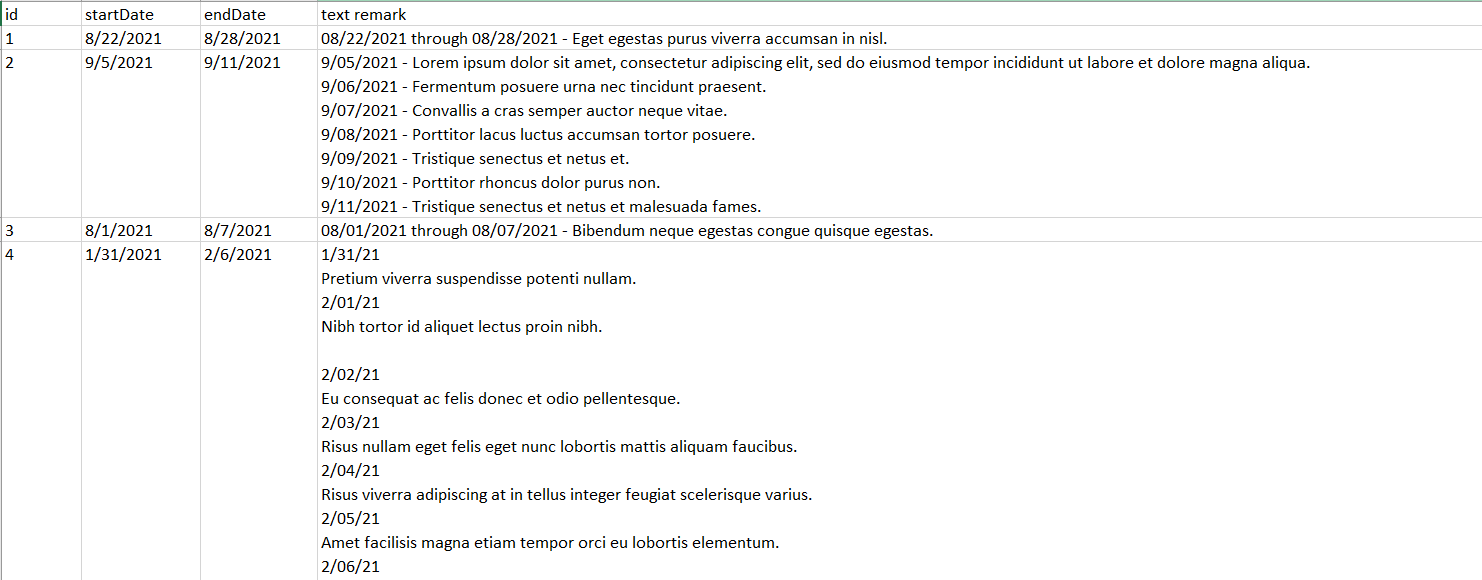 id startDate endDate text remark
1 8/22/2021 8/28/2021 08/22/2021 through 08/28/2021 - Eget egestas purus viverra accumsan in nisl.
2 9/5/2021 9/11/2021 9/05/2021 - Lorem ipsum dolor sit amet, consectetur adipiscing elit, sed do eiusmod tempor incididunt ut labore et dolore magna aliqua.
9/06/2021 - Fermentum posuere urna nec tincidunt praesent.
9/07/2021 - Convallis a cras semper auctor neque vitae.
9/08/2021 - Porttitor lacus luctus accumsan tortor posuere.
9/09/2021 - Tristique senectus et netus et.
9/10/2021 - Porttitor rhoncus dolor purus non.
9/11/2021 - Tristique senectus et netus et malesuada fames.
3 8/1/2021 8/7/2021 08/01/2021 through 08/07/2021 - Bibendum neque egestas congue quisque egestas.
4 1/31/2021 2/6/2021 1/31/21
Pretium viverra suspendisse potenti nullam.
2/01/21
Nibh tortor id aliquet lectus proin nibh.
2/02/21
Eu consequat ac felis donec et odio pellentesque.
2/03/21
Risus nullam eget felis eget nunc lobortis mattis aliquam faucibus.
2/04/21
Risus viverra adipiscing at in tellus integer feugiat scelerisque varius.
2/05/21
Amet facilisis magna etiam tempor orci eu lobortis elementum.
2/06/21